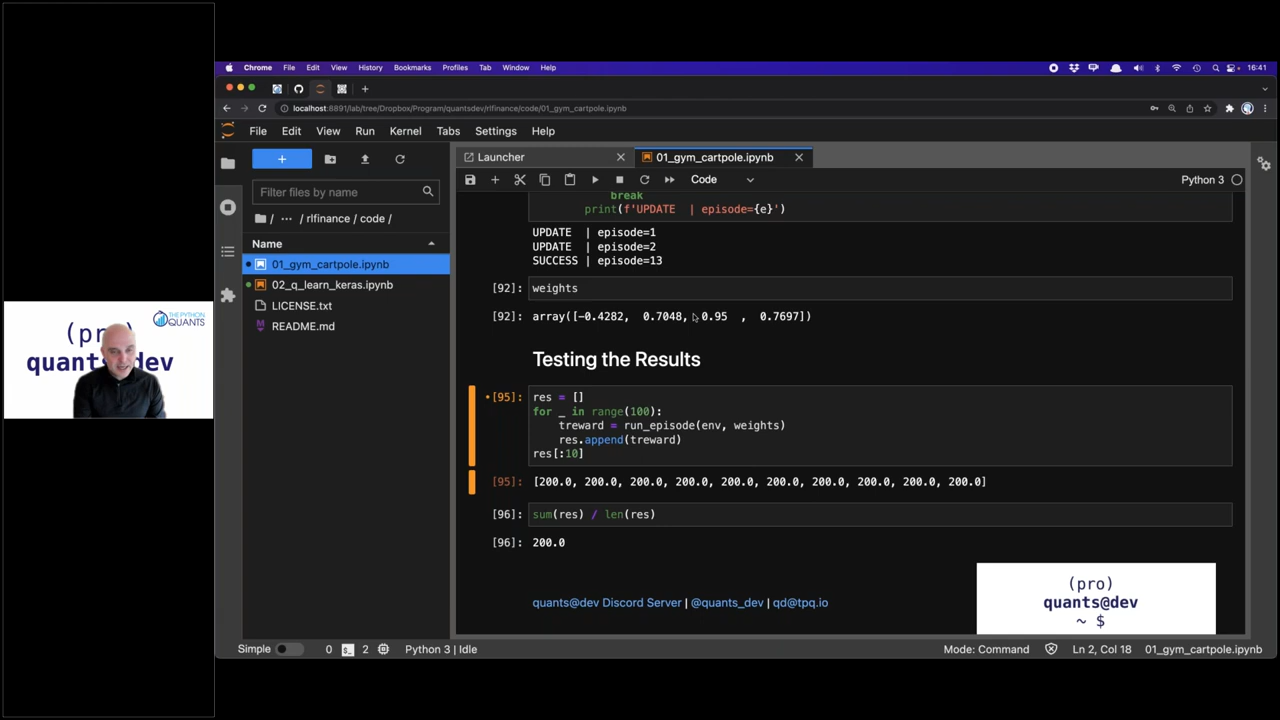 Chrome File Edit View History Bookmarks Profiles Tab Window Help 16:41
localhost:8891/lab/tree/Dropbox/Program/quantsdev/rlfinance/code/01_gym_cartpole.ipynb
File Edit View Run Kernel Tabs Settings Help
Launcher
01_gym_cartpole.ipynb
Filter files by name
Code
Python 3
/ ··· / rlfinance / code /
Name
01_gym_cartpole.ipynb
02_q_learn_keras.ipynb
LICENSE.txt
README.md
break
print(f'UPDATE  | episode={e}')
UPDATE  | episode=1
UPDATE  | episode=2
SUCCESS | episode=13
[92]: weights
[92]: array([-0.4282,  0.7048,  0.95  ,  0.7697])
Testing the Results
[95]: res = []
for _ in range(100):
treward = run_episode(env, weights)
res.append(treward)
res[:10]
[95]: [200.0, 200.0, 200.0, 200.0, 200.0, 200.0, 200.0, 200.0, 200.0, 200.0]
[96]: sum(res) / len(res)
[96]: 200.0
quants@dev Discord Server | @quants_dev | qd@tpq.io
(pro)
quants@dev
~ $
THE PYTHON
QUANTS
(pro
quants dev
Simple 0 2 Python 3 | Idle
Mode: Command Ln 2, Col 18 01_gym_cartpole.ipynb